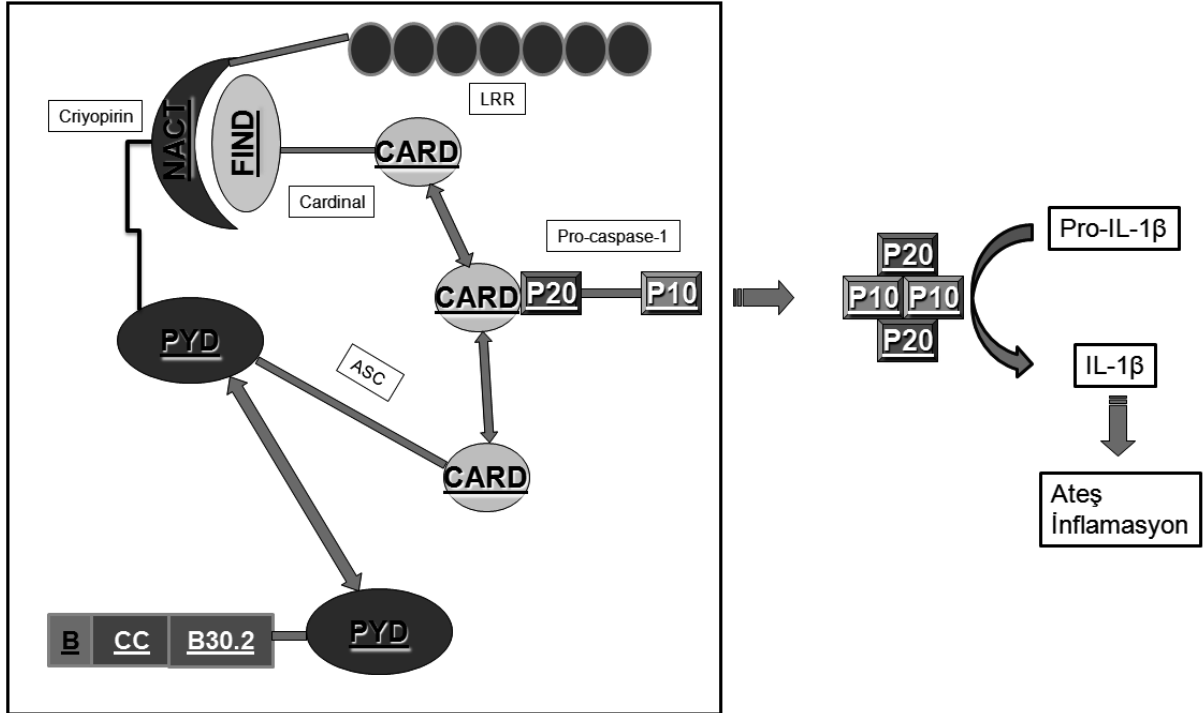 LRR
Criyopirin
NACT
FIND
CARD
Cardinal
Pro-caspase-1
CARD
P20
P10
PYD
ASC
CARD
B
CC
B30.2
PYD
P20
P10
P10
P20
Pro-IL-1β
IL-1β
Ateş
İnflamasyon